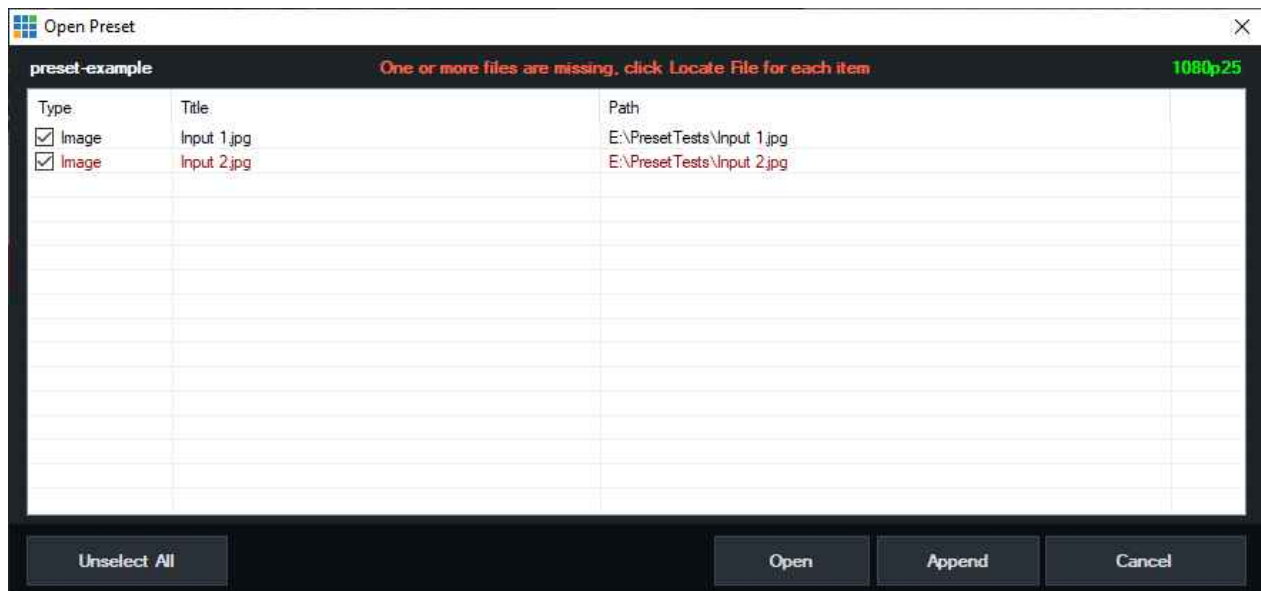 Open Preset
preset-example One or more files are missing, click Locate File for each item 1080p25
Type Title Path
Image Input 1.jpg E:\PresetTests\Input 1.jpg
Image Input 2.jpg E:\PresetTests\Input 2.jpg
Unselect All Open Append Cancel